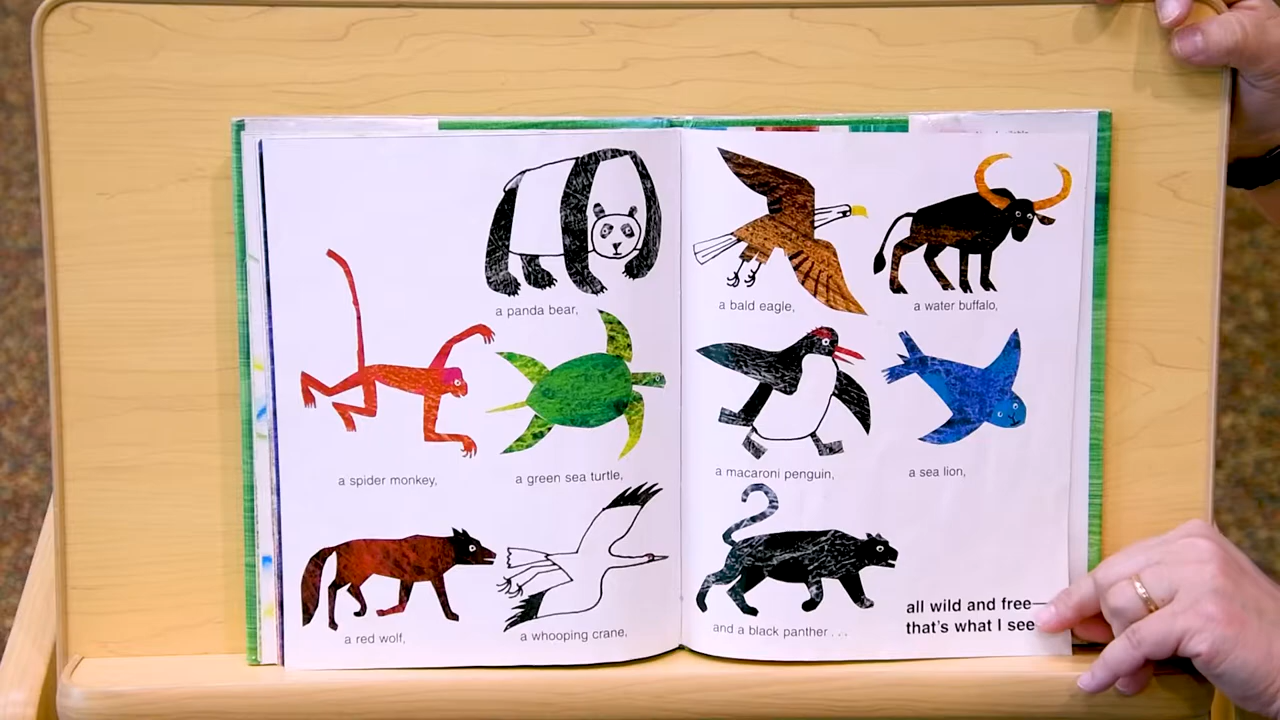 a panda bear,
a spider monkey,
a green sea turtle,
a red wolf,
a whooping crane,
a bald eagle,
a water buffalo,
a macaroni penguin,
a sea lion,
and a black panther . . .
all wild and free—
that's what I see